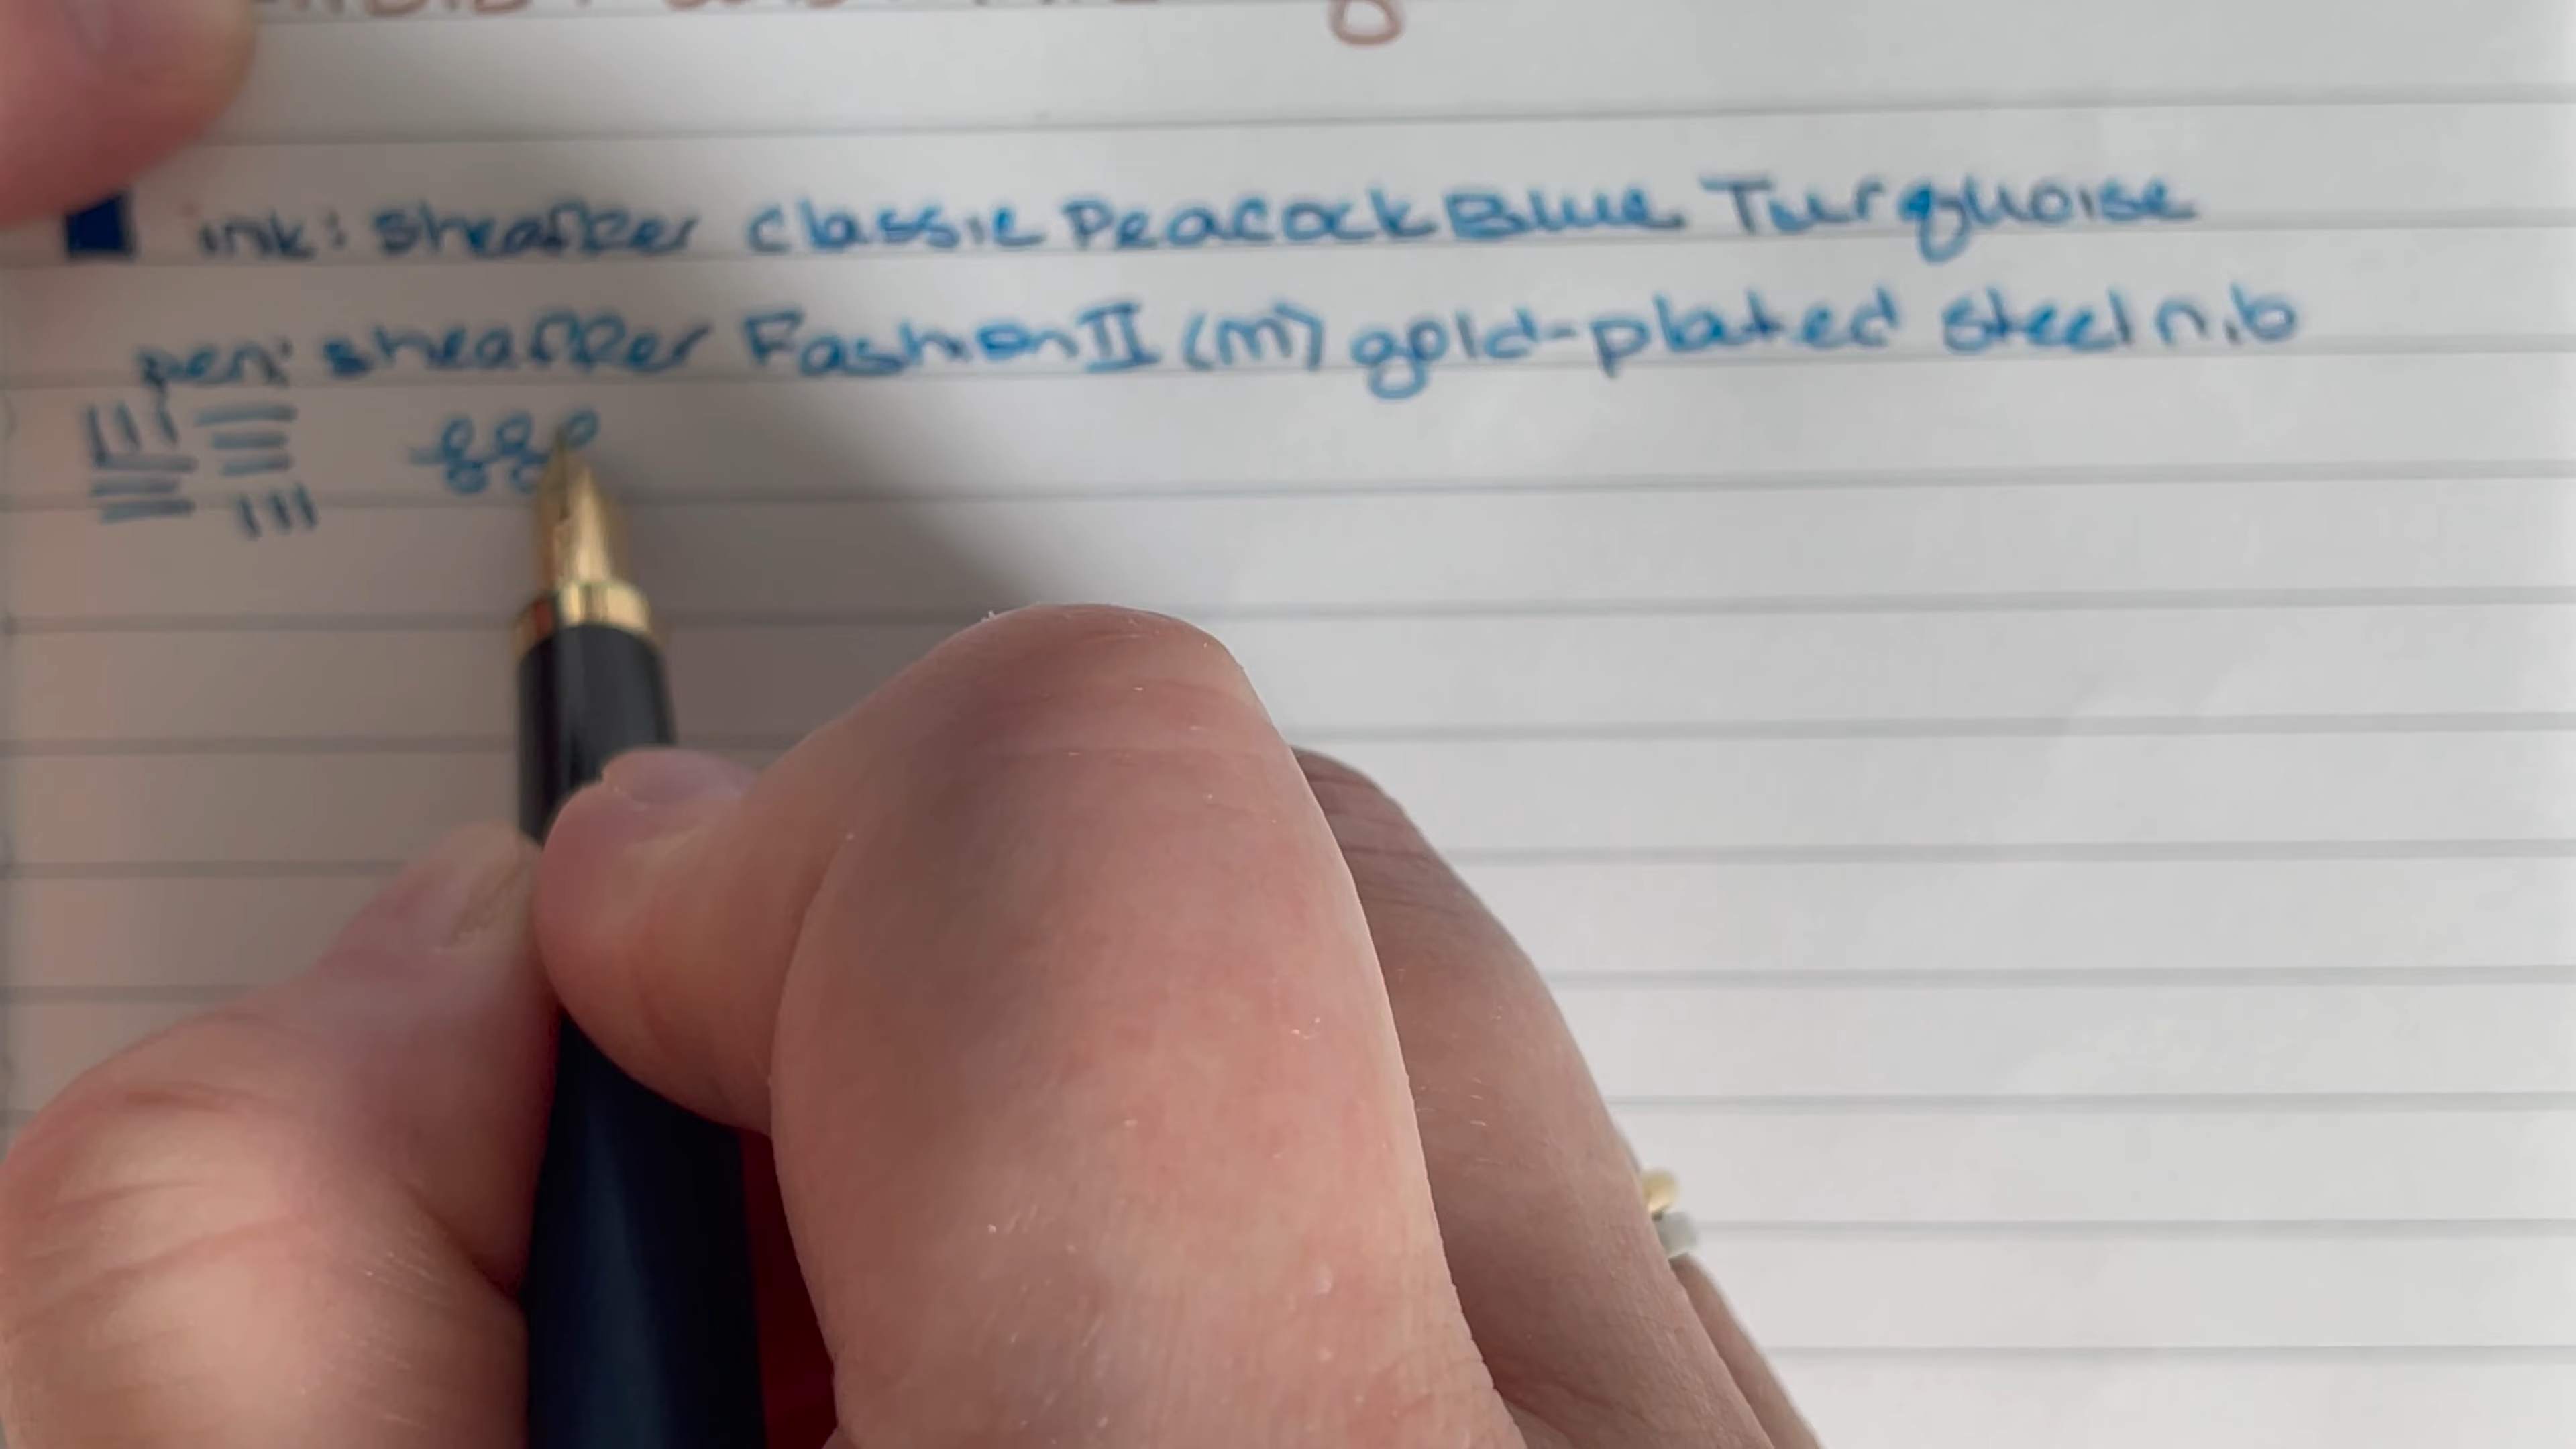 ink: Sheaffer Classic Peacock Blue Turquoise
pen: Sheaffer Fashion II (M) gold-plated steel nib